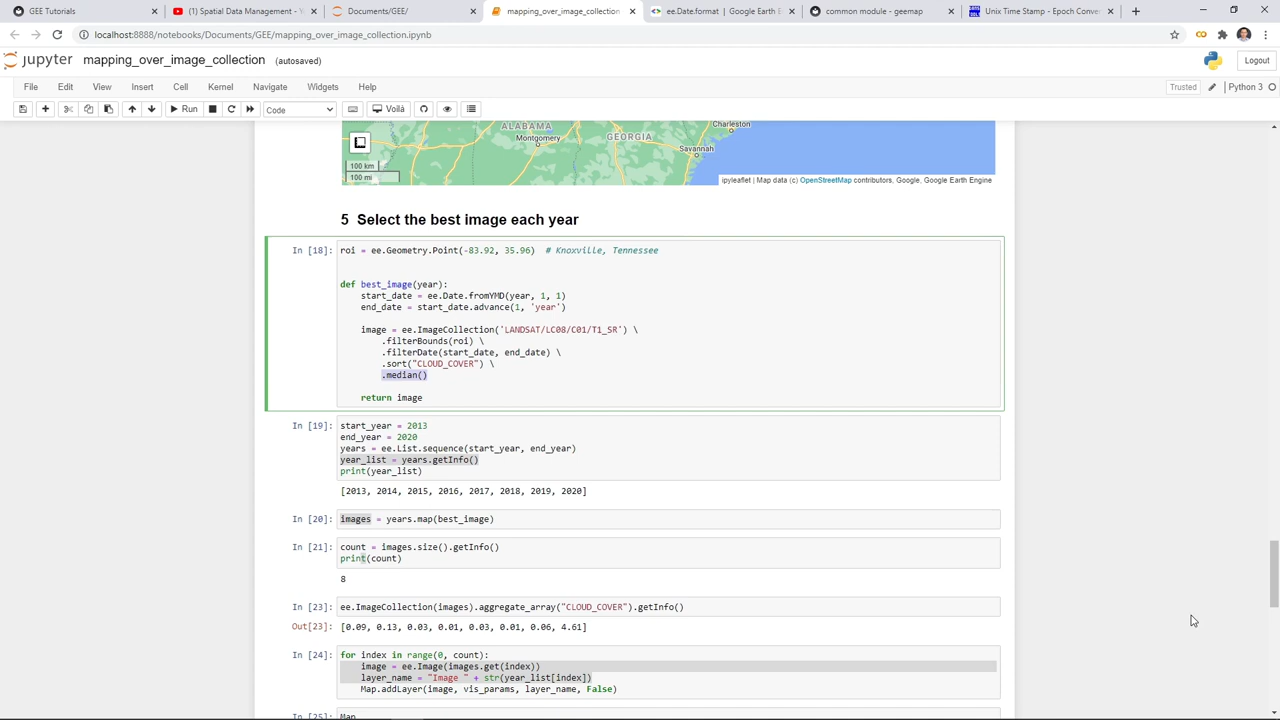 GEE Tutorials
(1) Spatial Data Management - Y
Documents/GEE/
mapping_over_image_collection
ee.Date.format | Google Earth E
common module - geemap
Unix Time Stamp - Epoch Conver
localhost:8888/notebooks/Documents/GEE/mapping_over_image_collection.ipynb
jupyter mapping_over_image_collection (autosaved)
Logout
File Edit View Insert Cell Kernel Navigate Widgets Help
Trusted Python 3
Run Code Voilà
ALABAMA
Montgomery
GEORGIA
Charleston
Savannah
100 km
100 mi
ipyleaflet | Map data (c) OpenStreetMap contributors, Google; Google Earth Engine
5 Select the best image each year
In [18]: roi = ee.Geometry.Point(-83.92, 35.96) # Knoxville, Tennessee
def best_image(year):
start_date = ee.Date.fromYMD(year, 1, 1)
end_date = start_date.advance(1, 'year')
image = ee.ImageCollection('LANDSAT/LC08/C01/T1_SR') \
.filterBounds(roi) \
.filterDate(start_date, end_date) \
.sort("CLOUD_COVER") \
.median()
return image
In [19]: start_year = 2013
end_year = 2020
years = ee.List.sequence(start_year, end_year)
year_list = years.getInfo()
print(year_list)
[2013, 2014, 2015, 2016, 2017, 2018, 2019, 2020]
In [20]: images = years.map(best_image)
In [21]: count = images.size().getInfo()
print(count)
8
In [23]: ee.ImageCollection(images).aggregate_array("CLOUD_COVER").getInfo()
Out[23]: [0.09, 0.13, 0.03, 0.01, 0.03, 0.01, 0.06, 4.61]
In [24]: for index in range(0, count):
image = ee.Image(images.get(index))
layer_name = "Image " + str(year_list[index])
Map.addLayer(image, vis_params, layer_name, False)
In [25]: Map